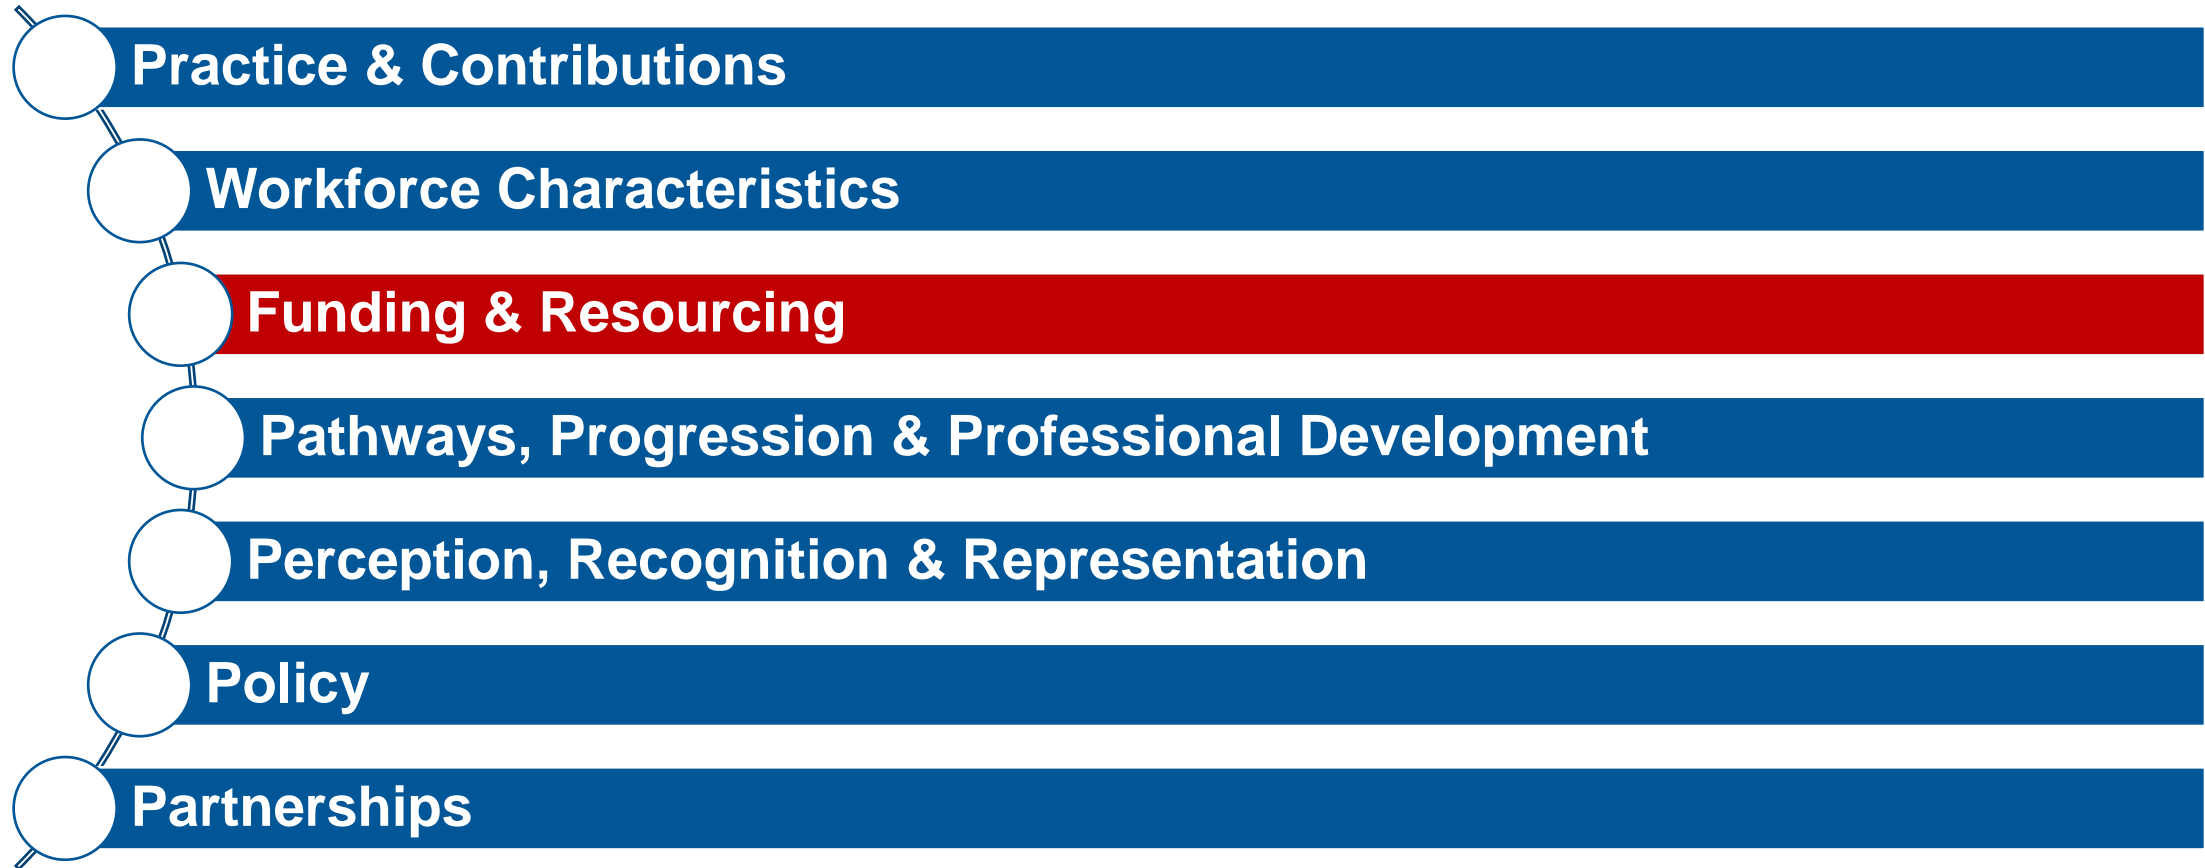 Practice & Contributions
Workforce Characteristics
Funding & Resourcing
Pathways, Progression & Professional Development
Perception, Recognition & Representation
Policy
Partnerships